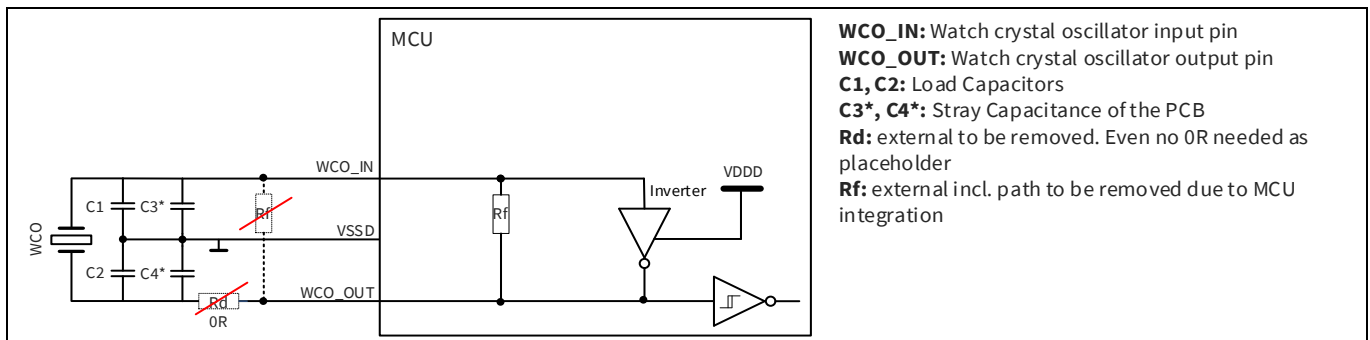 MCU
WCO_IN: Watch crystal oscillator input pin
WCO_OUT: Watch crystal oscillator output pin
C1, C2: Load Capacitors
C3*, C4*: Stray Capacitance of the PCB
Rd: external to be removed. Even no 0R needed as
placeholder
Rf: external incl. path to be removed due to MCU
integration
WCO_IN
VDDD
Inverter
C1
C3*
Rf
Rf
WCO
VSSD
C2
C4*
WCO_OUT
Rd
0R